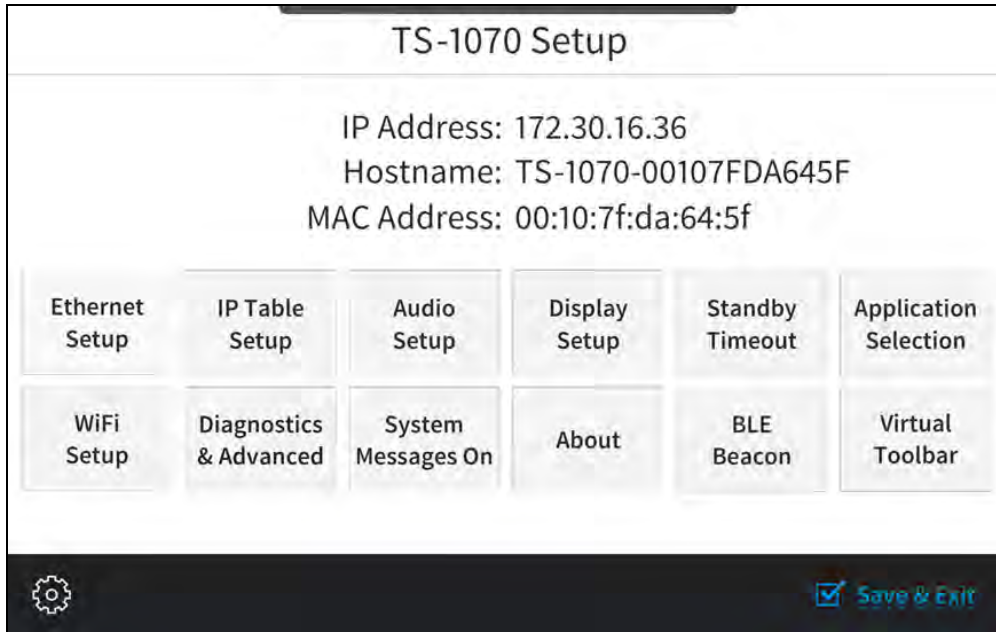 TS-1070 Setup
IP Address: 172.30.16.36
Hostname: TS-1070-00107FDA645F
MAC Address: 00:10:7f:da:64:5f
Ethernet
Setup
IP Table
Setup
Audio
Setup
Display
Setup
Standby
Timeout
Application
Selection
WiFi
Setup
Diagnostics
& Advanced
System
Messages On
About
BLE
Beacon
Virtual
Toolbar
Save & Exit